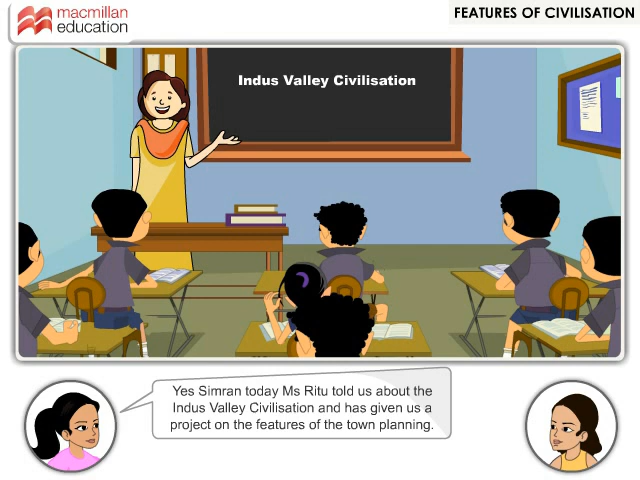 macmillan
education
FEATURES OF CIVILISATION
Indus Valley Civilisation
Yes Simran today Ms Ritu told us about the
Indus Valley Civilisation and has given us a
project on the features of the town planning.